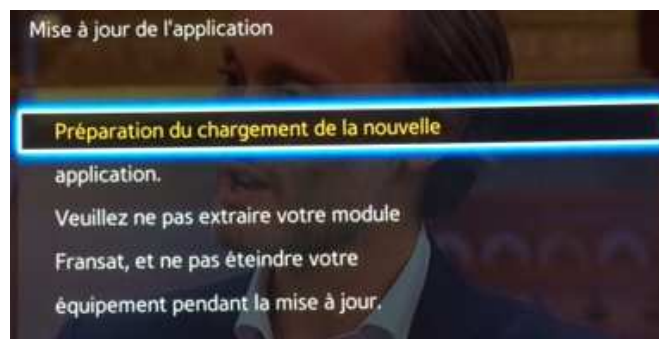 Mise à jour de l'application
Préparation du chargement de la nouvelle
application.
Veuillez ne pas extraire votre module
Fransat, et ne pas éteindre votre
équipement pendant la mise à jour.